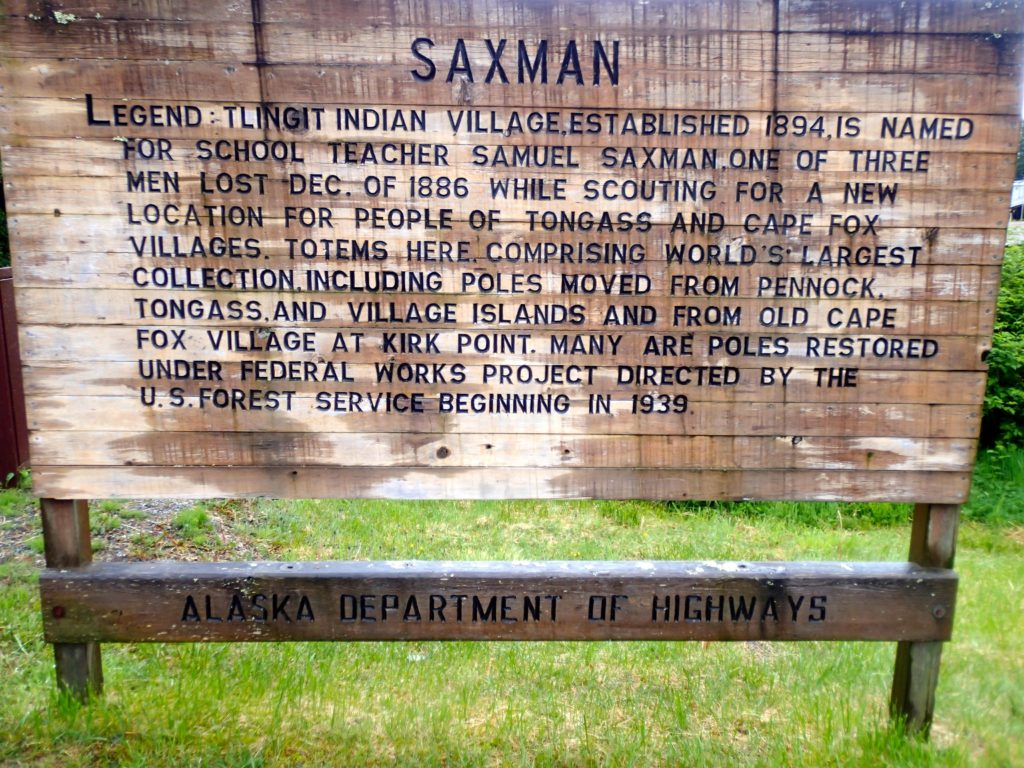 SAXMAN
LEGEND: TLINGIT INDIAN VILLAGE, ESTABLISHED 1894, IS NAMED
FOR SCHOOL TEACHER SAMUEL SAXMAN, ONE OF THREE
MEN LOST DEC. OF 1886 WHILE SCOUTING FOR A NEW
LOCATION FOR PEOPLE OF TONGASS AND CAPE FOX
VILLAGES. TOTEMS HERE, COMPRISING WORLD'S LARGEST
COLLECTION, INCLUDING POLES MOVED FROM PENNOCK,
TONGASS, AND VILLAGE ISLANDS AND FROM OLD CAPE
FOX VILLAGE AT KIRK POINT. MANY ARE POLES RESTORED
UNDER FEDERAL WORKS PROJECT DIRECTED BY THE
U.S. FOREST SERVICE BEGINNING IN 1939.
ALASKA DEPARTMENT OF HIGHWAYS